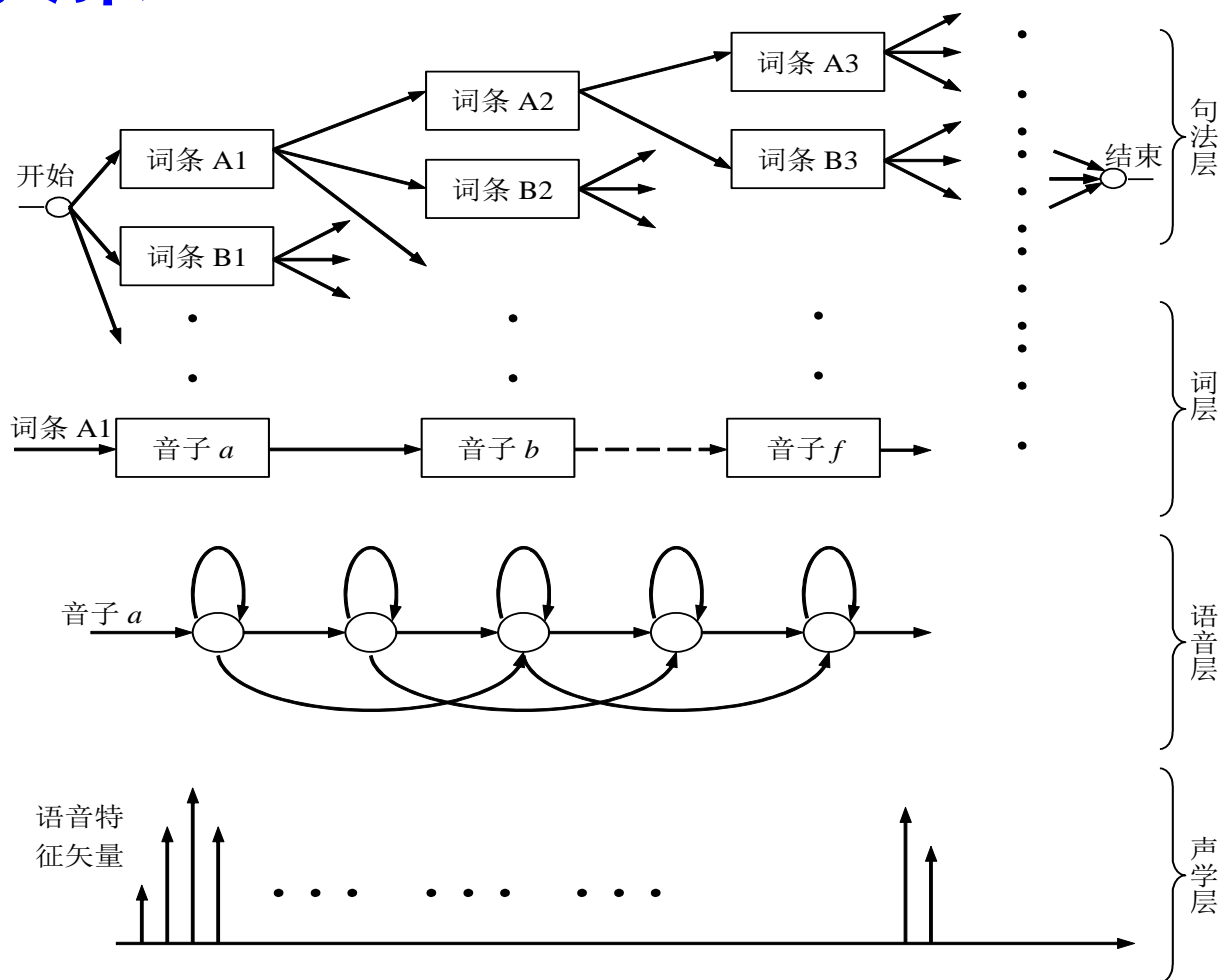 词条 A3
词条 A2
句法层
词条 A1
词条 B3
结束
开始
词条 B2
词条 B1
词层
词条 A1
音子 a
音子 b
音子 f
音子 a
语音层
语音特
征矢量
声学层